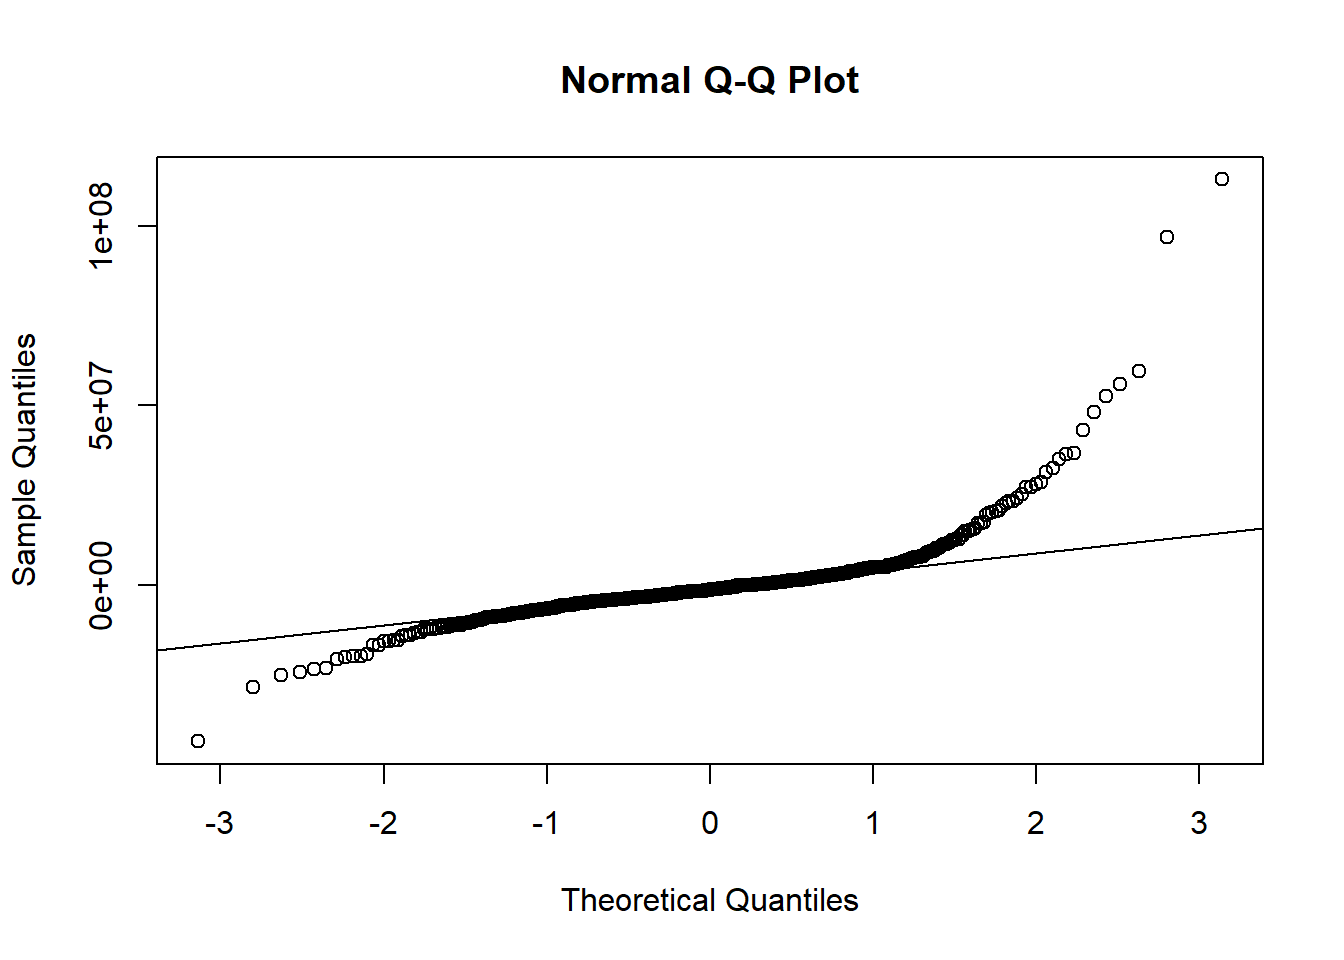 Normal Q-Q Plot
Sample Quantiles
1e+08
5e+07
0e+00
-3 -2 -1 0 1 2 3
Theoretical Quantiles